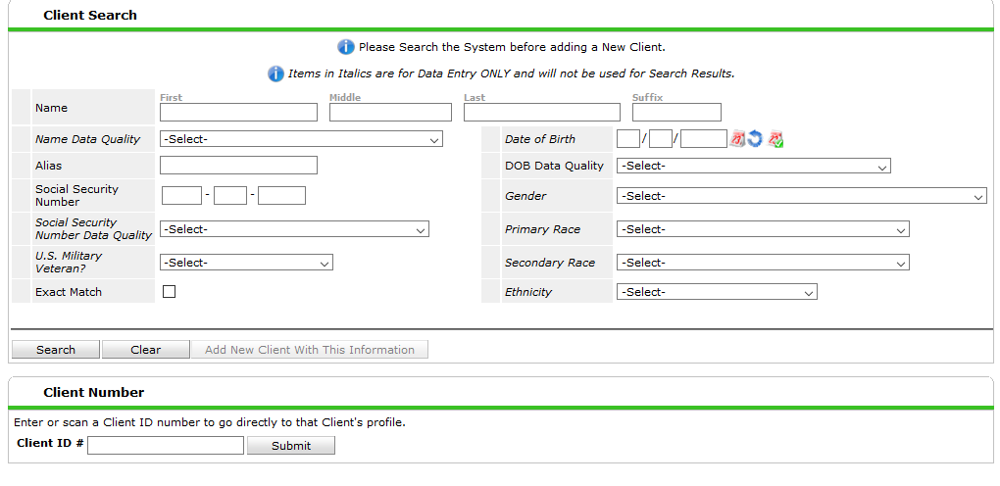 Client Search
Please Search the System before adding a New Client.
Items in Italics are for Data Entry ONLY and will not be used for Search Results.
First Middle Last Suffix
Name
Name Data Quality -Select- Date of Birth / / 23
Alias DOB Data Quality -Select-
Social Security
Number - - Gender -Select-
Social Security
Number Data Quality -Select- Primary Race -Select-
U.S. Military
Veteran? -Select- Secondary Race -Select-
Exact Match Ethnicity -Select-
Search Clear Add New Client With This Information
Client Number
Enter or scan a Client ID number to go directly to that Client's profile.
Client ID # Submit